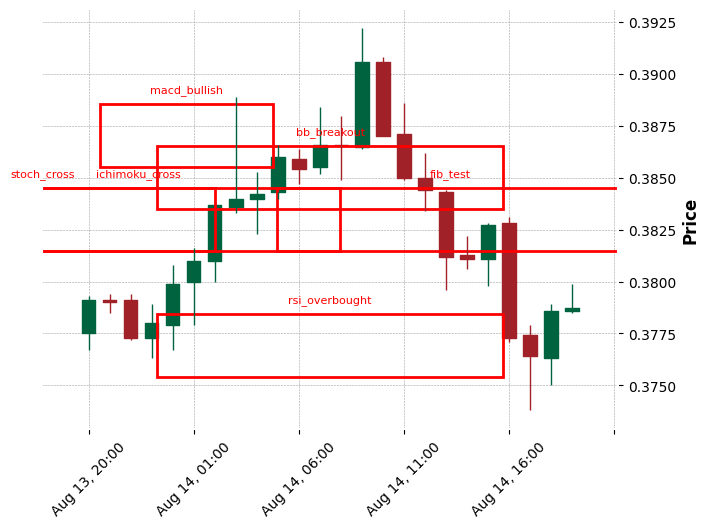 0.3925
0.3900
macd_bullish
0.3875
bb_breakout
stoch_cross
ichimoku_cross
fib_test
0.3850
0.3825
Price
0.3800
rsi_overbought
0.3775
0.3750
Aug 13, 20:00
Aug 14, 01:00
Aug 14, 06:00
Aug 14, 11:00
Aug 14, 16:00